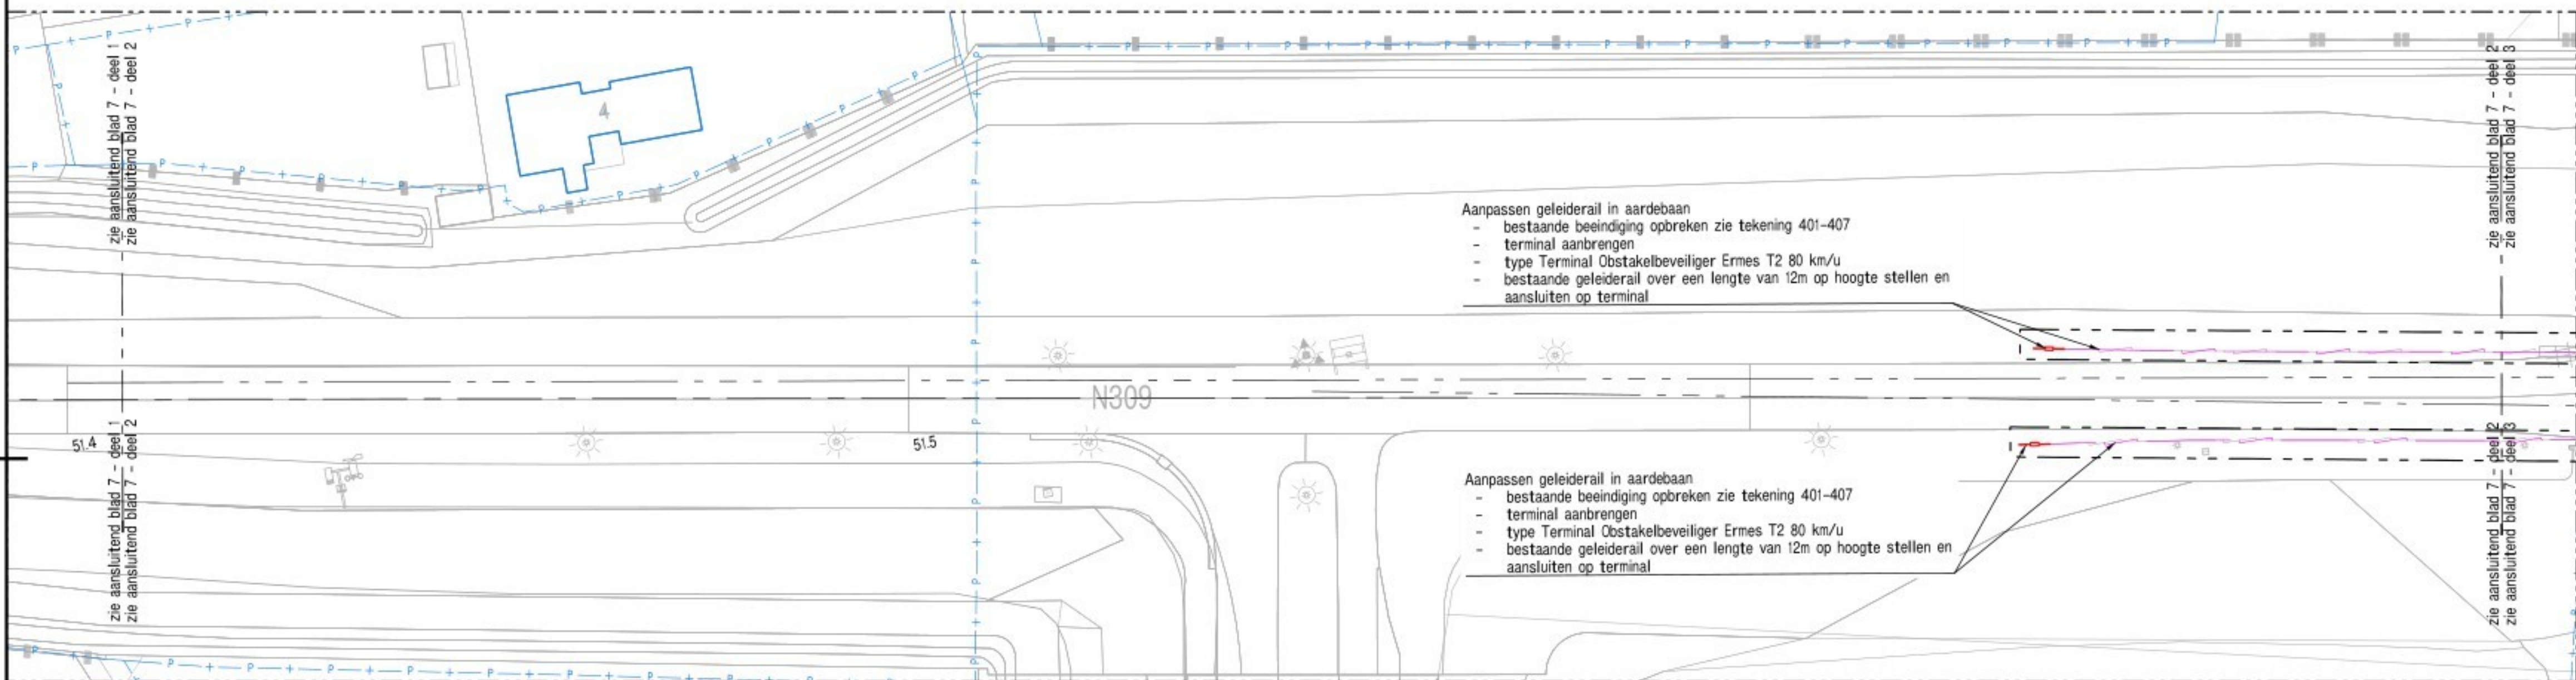 zie aansluitend blad 7 - deel 1
zie aansluitend blad 7 - deel 2
4
zie aansluitend blad 7 - deel 2
zie aansluitend blad 7 - deel 3
Aanpassen geleiderail in aardebaan
- bestaande beeindiging opbreken zie tekening 401-407
- terminal aanbrengen
- type Terminal Obstakelbeveiliger Ermes T2 80 km/u
- bestaande geleiderail over een lengte van 12m op hoogte stellen en
aansluiten op terminal
N309
51.4
51.5
zie aansluitend blad 7 - deel 1
zie aansluitend blad 7 - deel 2
Aanpassen geleiderail in aardebaan
- bestaande beeindiging opbreken zie tekening 401-407
- terminal aanbrengen
- type Terminal Obstakelbeveiliger Ermes T2 80 km/u
- bestaande geleiderail over een lengte van 12m op hoogte stellen en
aansluiten op terminal
zie aansluitend blad 7 - deel 2
zie aansluitend blad 7 - deel 3